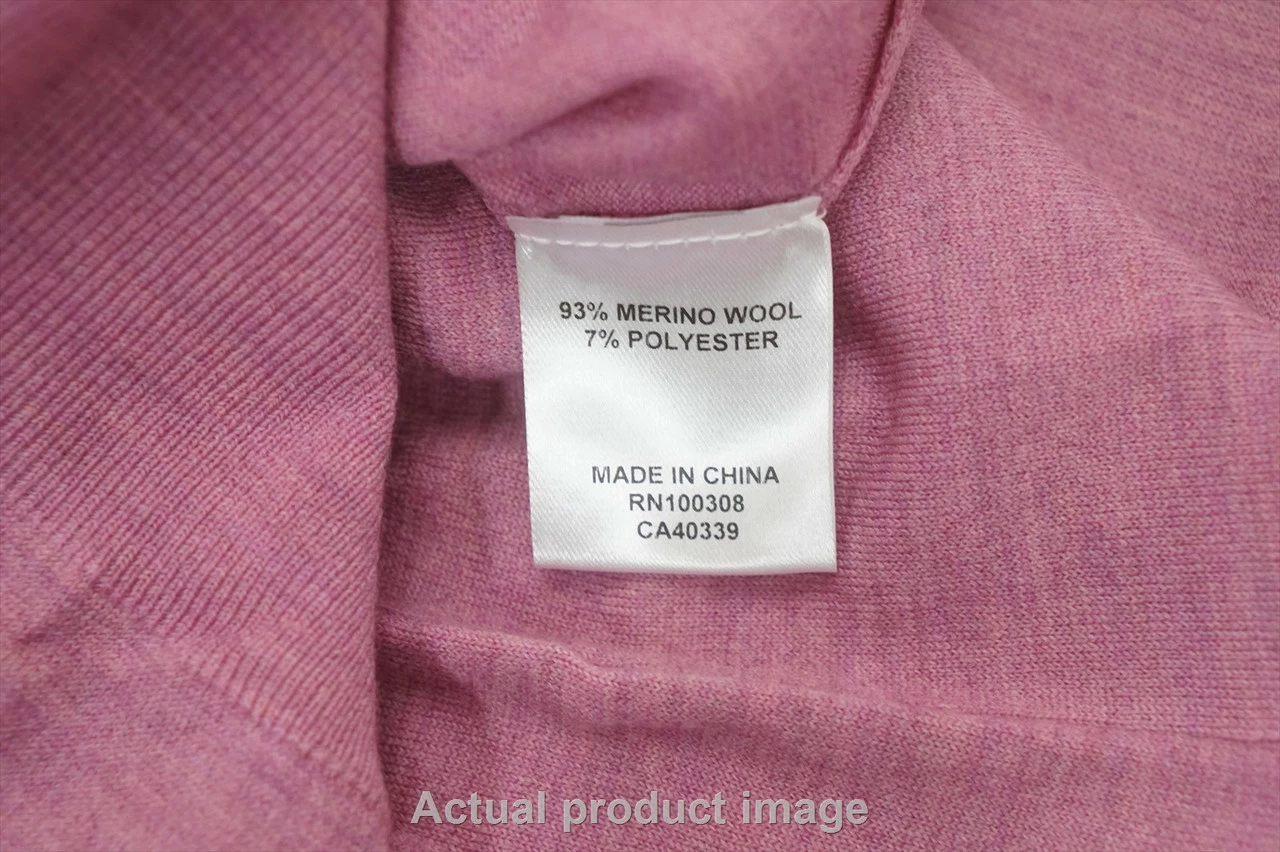 93% MERINO WOOL
7% POLYESTER
MADE IN CHINA
RN100308
CA40339
Actual product image